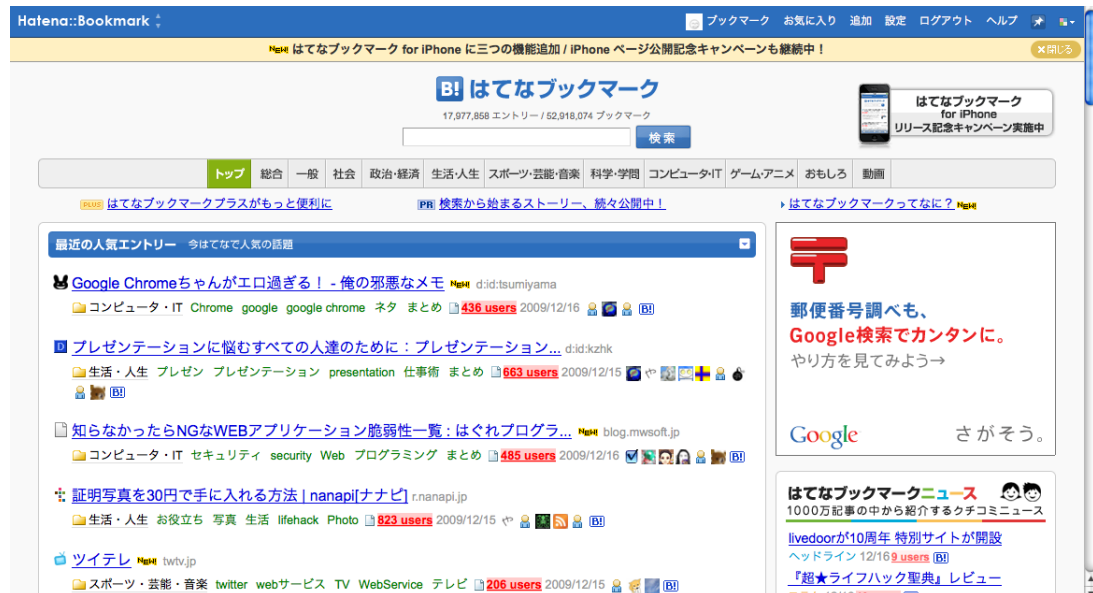 Hatena::Bookmark
ブックマーク お気に入り 追加 設定 ログアウト ヘルプ
NEW! はてなブックマーク for iPhone に三つの機能追加 / iPhone ページ公開記念キャンペーンも継続中！
×閉じる
B! はてなブックマーク
17,977,858 エントリー / 52,918,074 ブックマーク
検索
はてなブックマーク
for iPhone
リリース記念キャンペーン実施中
トップ 総合 一般 社会 政治・経済 生活・人生 スポーツ・芸能・音楽 科学・学問 コンピュータ・IT ゲーム・アニメ おもしろ 動画
PLUS はてなブックマークプラスがもっと便利に
PR 検索から始まるストーリー、続々公開中！
はてなブックマークってなに？ NEW!
最近の人気エントリー 今はてなで人気の話題
Google Chromeちゃんがエロ過ぎる！ - 俺の邪悪なメモ NEW! d:id:tsumiyama
コンピュータ・IT Chrome google google chrome ネタ まとめ 436 users 2009/12/16 B!
D プレゼンテーションに悩むすべての人達のために：プレゼンテーション... d:id:kzhk
生活・人生 プレゼン プレゼンテーション presentation 仕事術 まとめ 663 users 2009/12/15 や
B!
知らなかったらNGなWEBアプリケーション脆弱性一覧 : はぐれプログラ... NEW! blog.mwsoft.jp
コンピュータ・IT セキュリティ security Web プログラミング まとめ 485 users 2009/12/16 B!
証明写真を30円で手に入れる方法 | nanapi[ナナピ] r.nanapi.jp
生活・人生 お役立ち 写真 生活 lifehack Photo 823 users 2009/12/15 や B!
ツイテレ NEW! twtv.jp
スポーツ・芸能・音楽 twitter webサービス TV WebService テレビ 206 users 2009/12/15 B!
郵便番号調べも、
Google検索でカンタンに。
やり方を見てみよう→
Google さがそう。
はてなブックマークニュース
1000万記事の中から紹介するクチコミニュース
livedoorが10周年 特別サイトが開設
ヘッドライン 12/16 9 users B!
『超★ライフハック聖典』レビュー